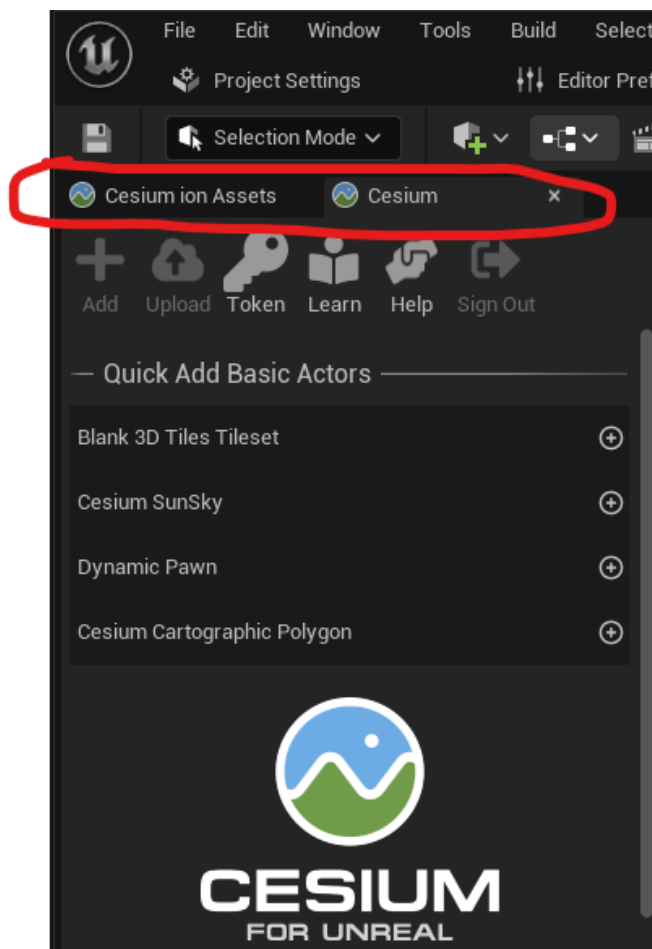 File Edit Window Tools Build Select
Project Settings Editor Pref
Selection Mode
Cesium ion Assets Cesium
Add Upload Token Learn Help Sign Out
Quick Add Basic Actors
Blank 3D Tiles Tileset
Cesium SunSky
Dynamic Pawn
Cesium Cartographic Polygon
CESIUM
FOR UNREAL